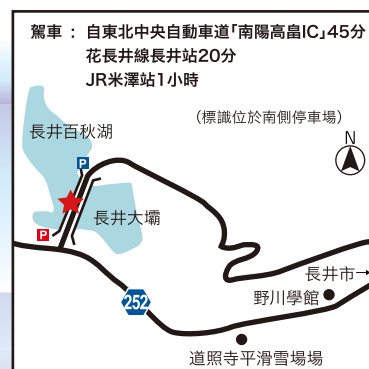 駕車 ： 自東北中央自動車道「南陽高畠IC」45分
花長井線長井站20分
JR米澤站1小時
（標識位於南側停車場）
N
長井百秋湖
P
長井大壩
P
長井市→
野川學館
252
道照寺平滑雪場場